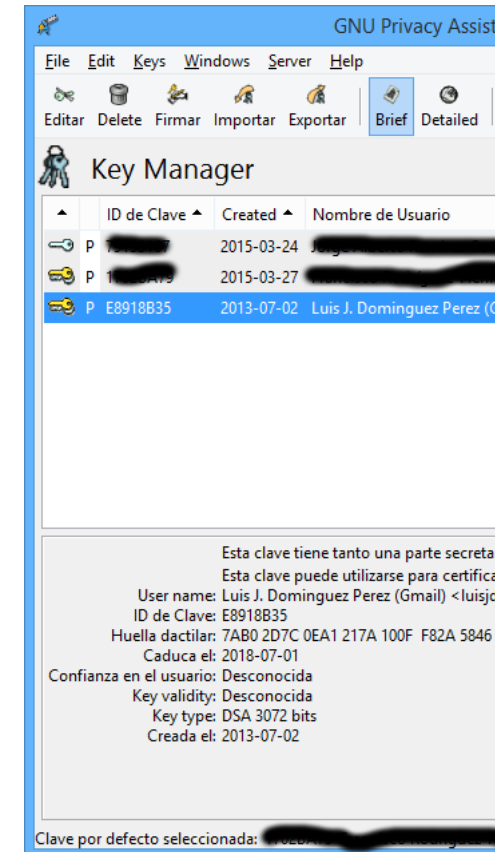 GNU Privacy Assist
File Edit Keys Windows Server Help
Editar Delete Firmar Importar Exportar Brief Detailed
Key Manager
ID de Clave Created Nombre de Usuario
P 2015-03-24
P 2015-03-27
P E8918B35 2013-07-02 Luis J. Dominguez Perez (G
Esta clave tiene tanto una parte secreta
Esta clave puede utilizarse para certifica
User name: Luis J. Dominguez Perez (Gmail) <luisjd
ID de Clave: E8918B35
Huella dactilar: 7AB0 2D7C 0EA1 217A 100F F82A 5846
Caduca el: 2018-07-01
Confianza en el usuario: Desconocida
Key validity: Desconocida
Key type: DSA 3072 bits
Creada el: 2013-07-02
Clave por defecto seleccionada: